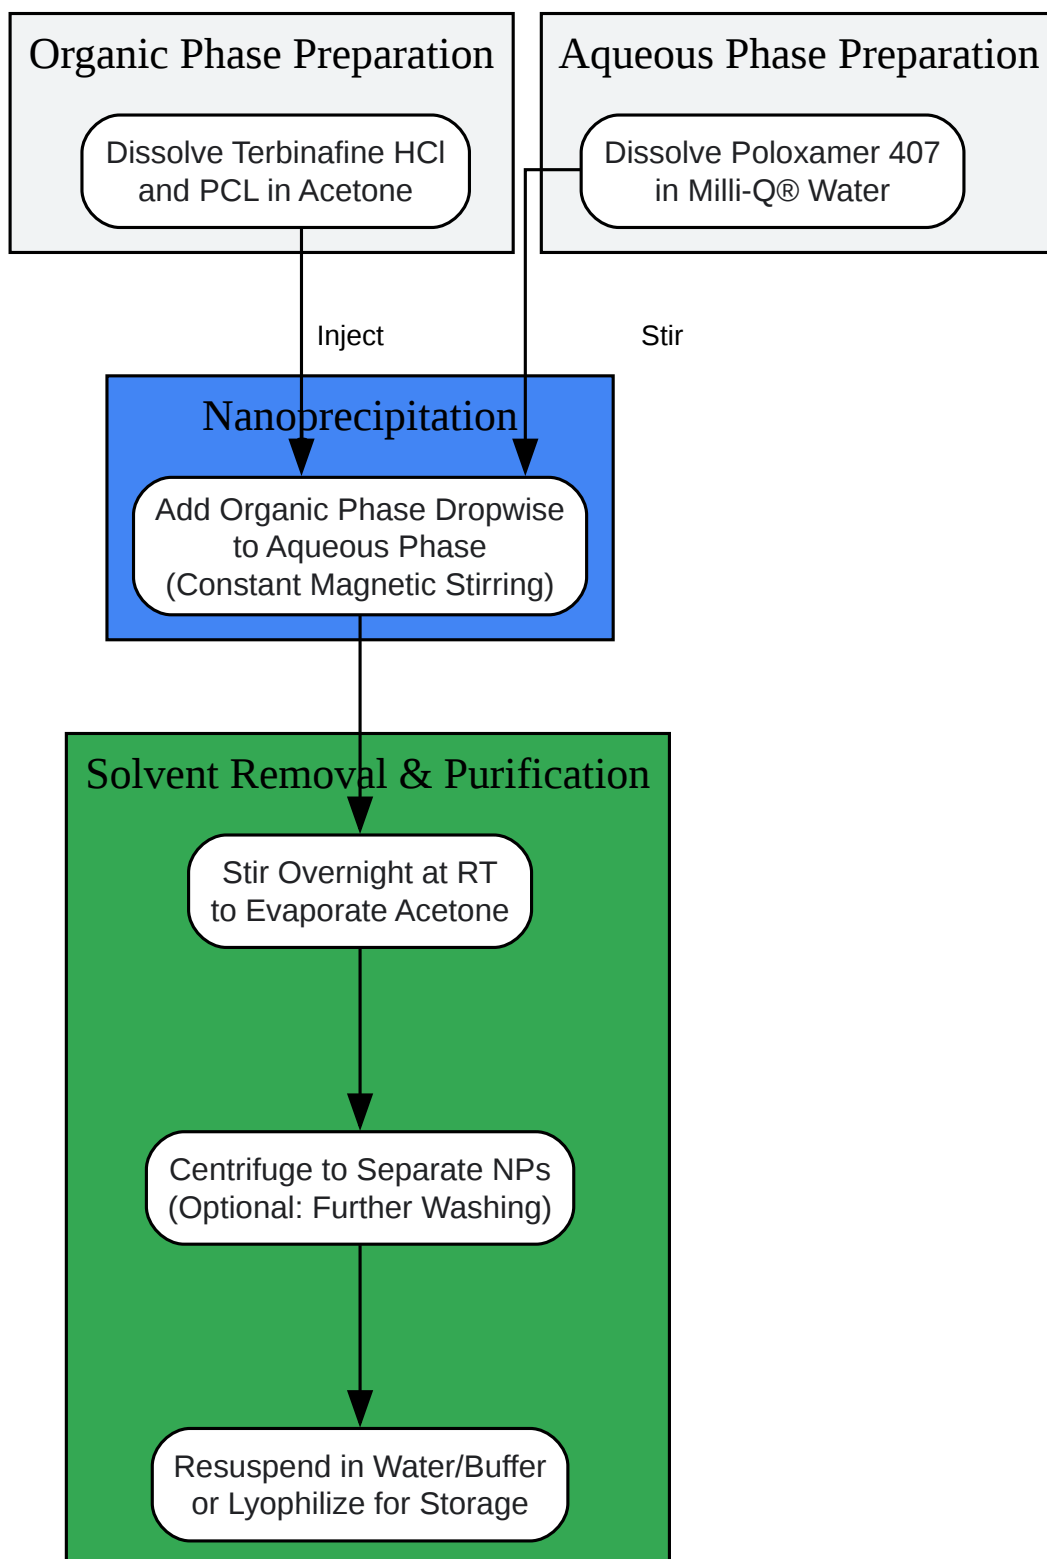 Organic Phase Preparation
Dissolve Terbinafine HCl
and PCL in Acetone
Aqueous Phase Preparation
Dissolve Poloxamer 407
in Milli-Q® Water
Inject
Stir
Nanoprecipitation
Add Organic Phase Dropwise
to Aqueous Phase
(Constant Magnetic Stirring)
Solvent Removal & Purification
Stir Overnight at RT
to Evaporate Acetone
Centrifuge to Separate NPs
(Optional: Further Washing)
Resuspend in Water/Buffer
or Lyophilize for Storage